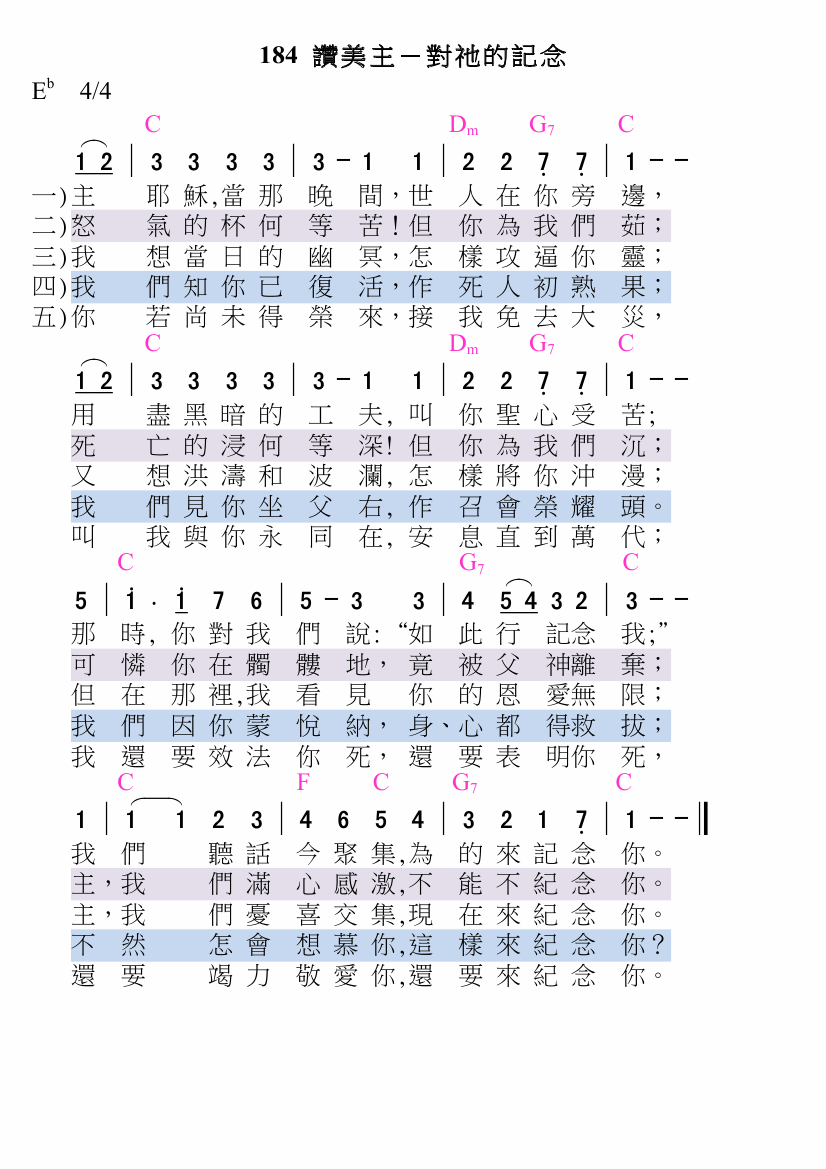 184 讚美主－對祂的記念
E♭ 4/4
C Dm G7 C
1 2 | 3 3 3 3 | 3 - 1 1 | 2 2 7̣ 7̣ | 1 - -
一)主耶穌,當那晚間，世人在你旁邊，
二)怒氣的杯何等苦!但你為我們茹；
三)我想當日的幽冥，怎樣攻逼你靈；
四)我們知你已復活，作死人初熟果；
五)你若尚未得榮來，接我免去大災，
C Dm G7 C
1 2 | 3 3 3 3 | 3 - 1 1 | 2 2 7̣ 7̣ | 1 - -
用盡黑暗的工夫,叫你聖心受苦;
死亡的浸何等深!但你為我們沉；
又想洪濤和波瀾,怎樣將你沖漫；
我們見你坐父右,作召會榮耀頭。
叫我與你永同在,安息直到萬代；
C G7 C
5 | 1̇ . 1̇ 7 6 | 5 - 3 3 | 4 5 4 3 2 | 3 - -
那時,你對我們說:“如此行記念我;”
可憐你在髑髏地，竟被父神離棄；
但在那裡,我看見你的恩愛無限；
我們因你蒙悅納，身、心都得救拔；
我還要效法你死，還要表明你死，
C F C G7 C
1 | 1 1 2 3 | 4 6 5 4 | 3 2 1 7̣ | 1 - - ‖
我們聽話今聚集,為的來記念你。
主，我們滿心感激,不能不紀念你。
主，我們憂喜交集,現在來紀念你。
不然怎會想慕你,這樣來紀念你？
還要竭力敬愛你,還要來紀念你。